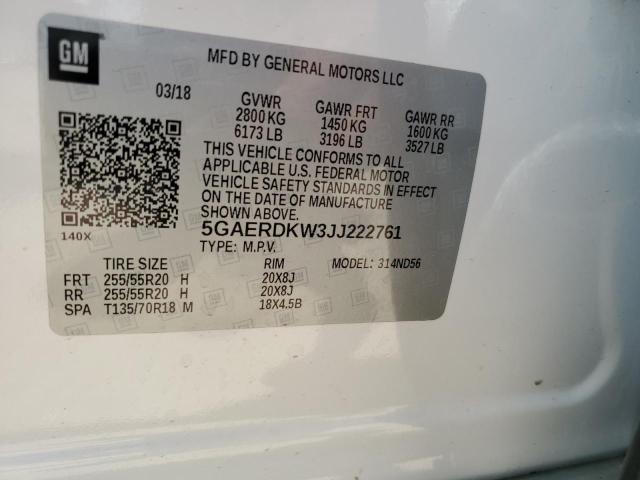 GM
MFD BY GENERAL MOTORS LLC
03/18 GVWR GAWR FRT GAWR RR
2800 KG 1450 KG 1600 KG
6173 LB 3196 LB 3527 LB
THIS VEHICLE CONFORMS TO ALL
APPLICABLE U.S. FEDERAL MOTOR
VEHICLE SAFETY STANDARDS IN EFFECT
ON THE DATE OF MANUFACTURE
SHOWN ABOVE.
140X 5GAERDKW3JJ222761
TYPE: M.P.V.
TIRE SIZE RIM MODEL: 314ND56
FRT 255/55R20 H 20X8J
RR 255/55R20 H 20X8J
SPA T135/70R18 M 18X4.5B